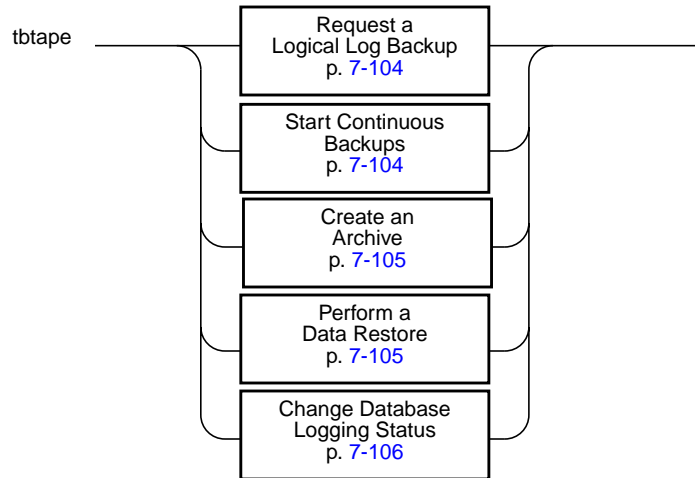 tbtape
Request a
Logical Log Backup
p. 7-104
Start Continuous
Backups
p. 7-104
Create an
Archive
p. 7-105
Perform a
Data Restore
p. 7-105
Change Database
Logging Status
p. 7-106